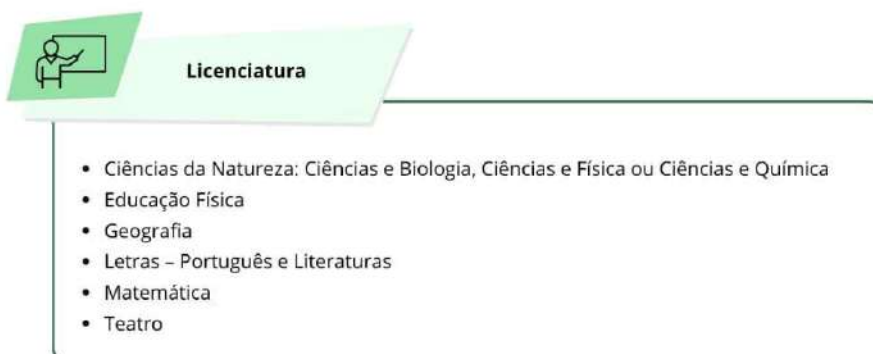 Licenciatura
• Ciências da Natureza: Ciências e Biologia, Ciências e Física ou Ciências e Química
• Educação Física
• Geografia
• Letras – Português e Literaturas
• Matemática
• Teatro